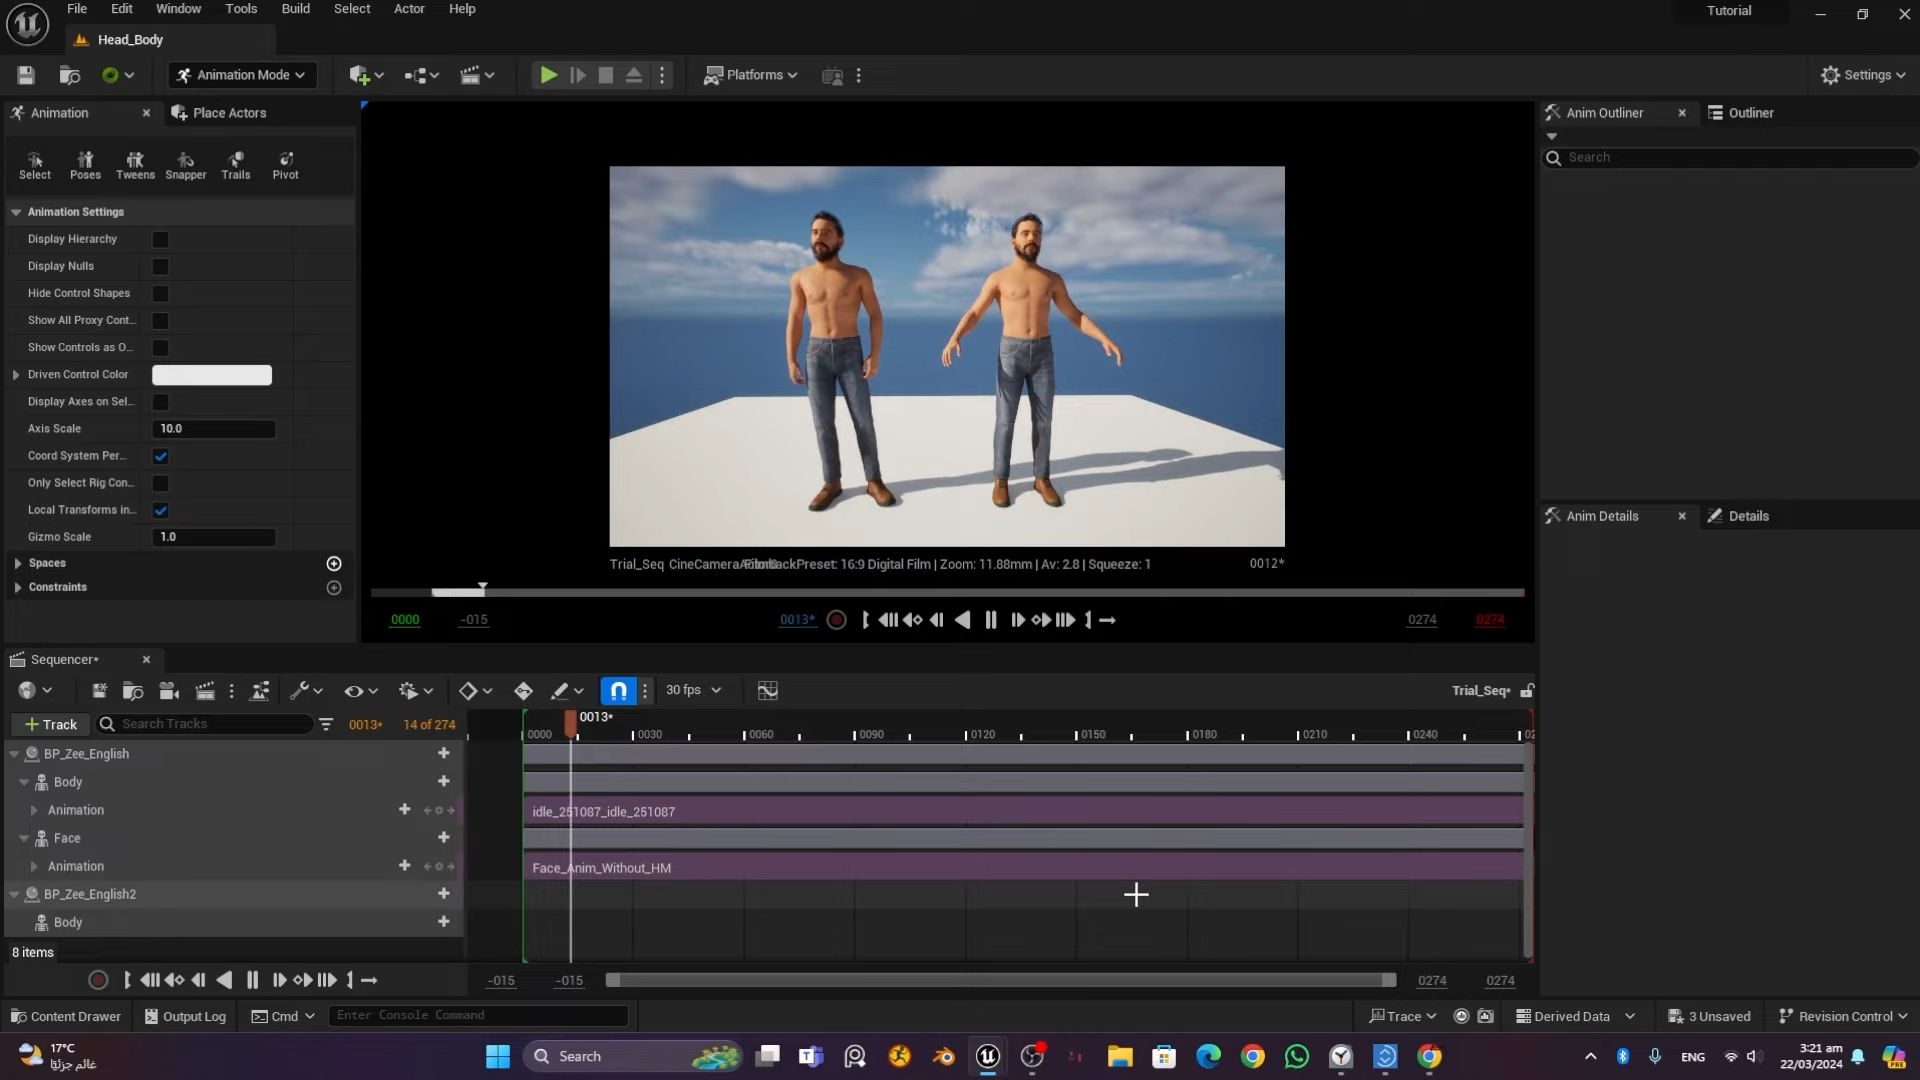 File Edit Window Tools Build Select Actor Help
Tutorial
Head_Body
Animation Mode
Platforms
Settings
Animation
Place Actors
Anim Outliner
Outliner
Search
Select Poses Tweens Snapper Trails Pivot
Animation Settings
Display Hierarchy
Display Nulls
Hide Control Shapes
Show All Proxy Cont...
Show Controls as O...
Driven Control Color
Display Axes on Sel...
Axis Scale 10.0
Coord System Per...
Only Select Rig Con...
Local Transforms in...
Gizmo Scale 1.0
Spaces
Constraints
Anim Details
Details
Trial_Seq CineCameraActor FilmbackPreset: 16:9 Digital Film | Zoom: 11.88mm | Av: 2.8 | Squeeze: 1
0012*
0000 -015 0013* 0274 0274
Sequencer*
30 fps
Trial_Seq*
Track
Search Tracks
0013* 14 of 274
0013*
0000 0030 0060 0090 0120 0150 0180 0210 0240 02
BP_Zee_English
Body
Animation
idle_251087_idle_251087
Face
Animation
Face_Anim_Without_HM
BP_Zee_English2
Body
8 items
-015 -015 0274 0274
Content Drawer
Output Log
Cmd
Enter Console Command
Trace
Derived Data
3 Unsaved
Revision Control
17°C
غائم جزئيًا
Search
ENG
3:21 am
22/03/2024
PRE